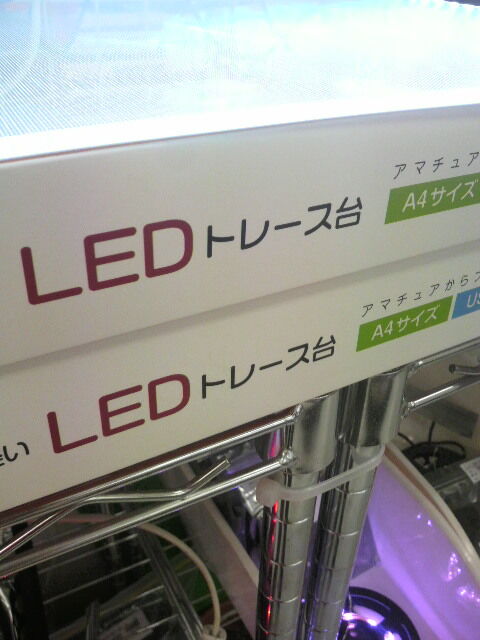 アマチュア
LEDトレース台 A4サイズ
アマチュアから
い LEDトレース台 A4サイズ US